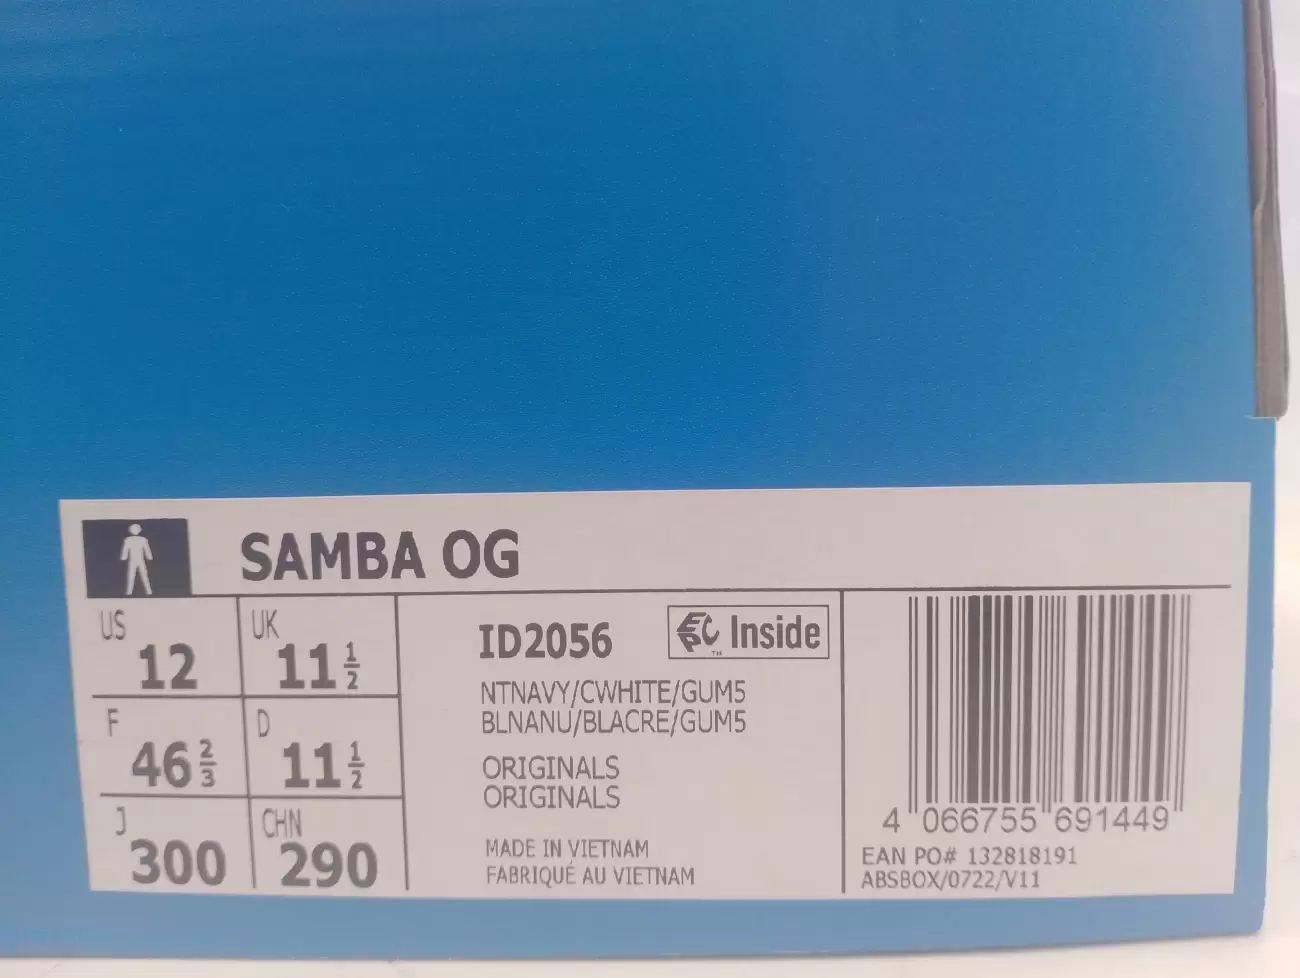 SAMBA OG
US
12
UK
11 1/2
F
46 2/3
D
11 1/2
J
300
CHN
290
ID2056
EPC Inside
TM
NTNAVY/CWHITE/GUM5
BLNANU/BLACRE/GUM5
ORIGINALS
ORIGINALS
MADE IN VIETNAM
FABRIQUÉ AU VIETNAM
4 066755 691449
EAN PO# 132818191
ABSBOX/0722/V11